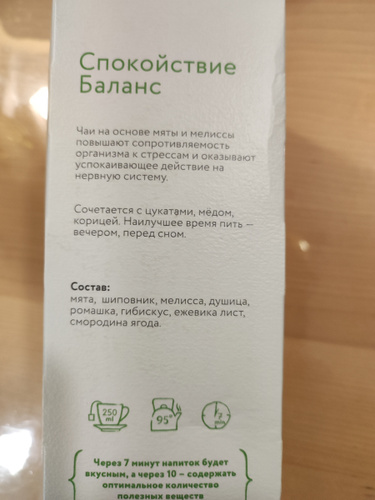 Спокойствие
Баланс
Чаи на основе мяты и мелиссы
повышают сопротивляемость
организма к стрессам и оказывают
успокаивающее действие на
нервную систему.
Сочетается с цукатами, мёдом,
корицей. Наилучшее время пить –
вечером, перед сном.
Состав:
мята, шиповник, мелисса, душица,
ромашка, гибискус, ежевика лист,
смородина ягода.
250 ml
95°
Через 7 минут напиток будет
вкусным, а через 10 – содержать
оптимальное количество
полезных веществ